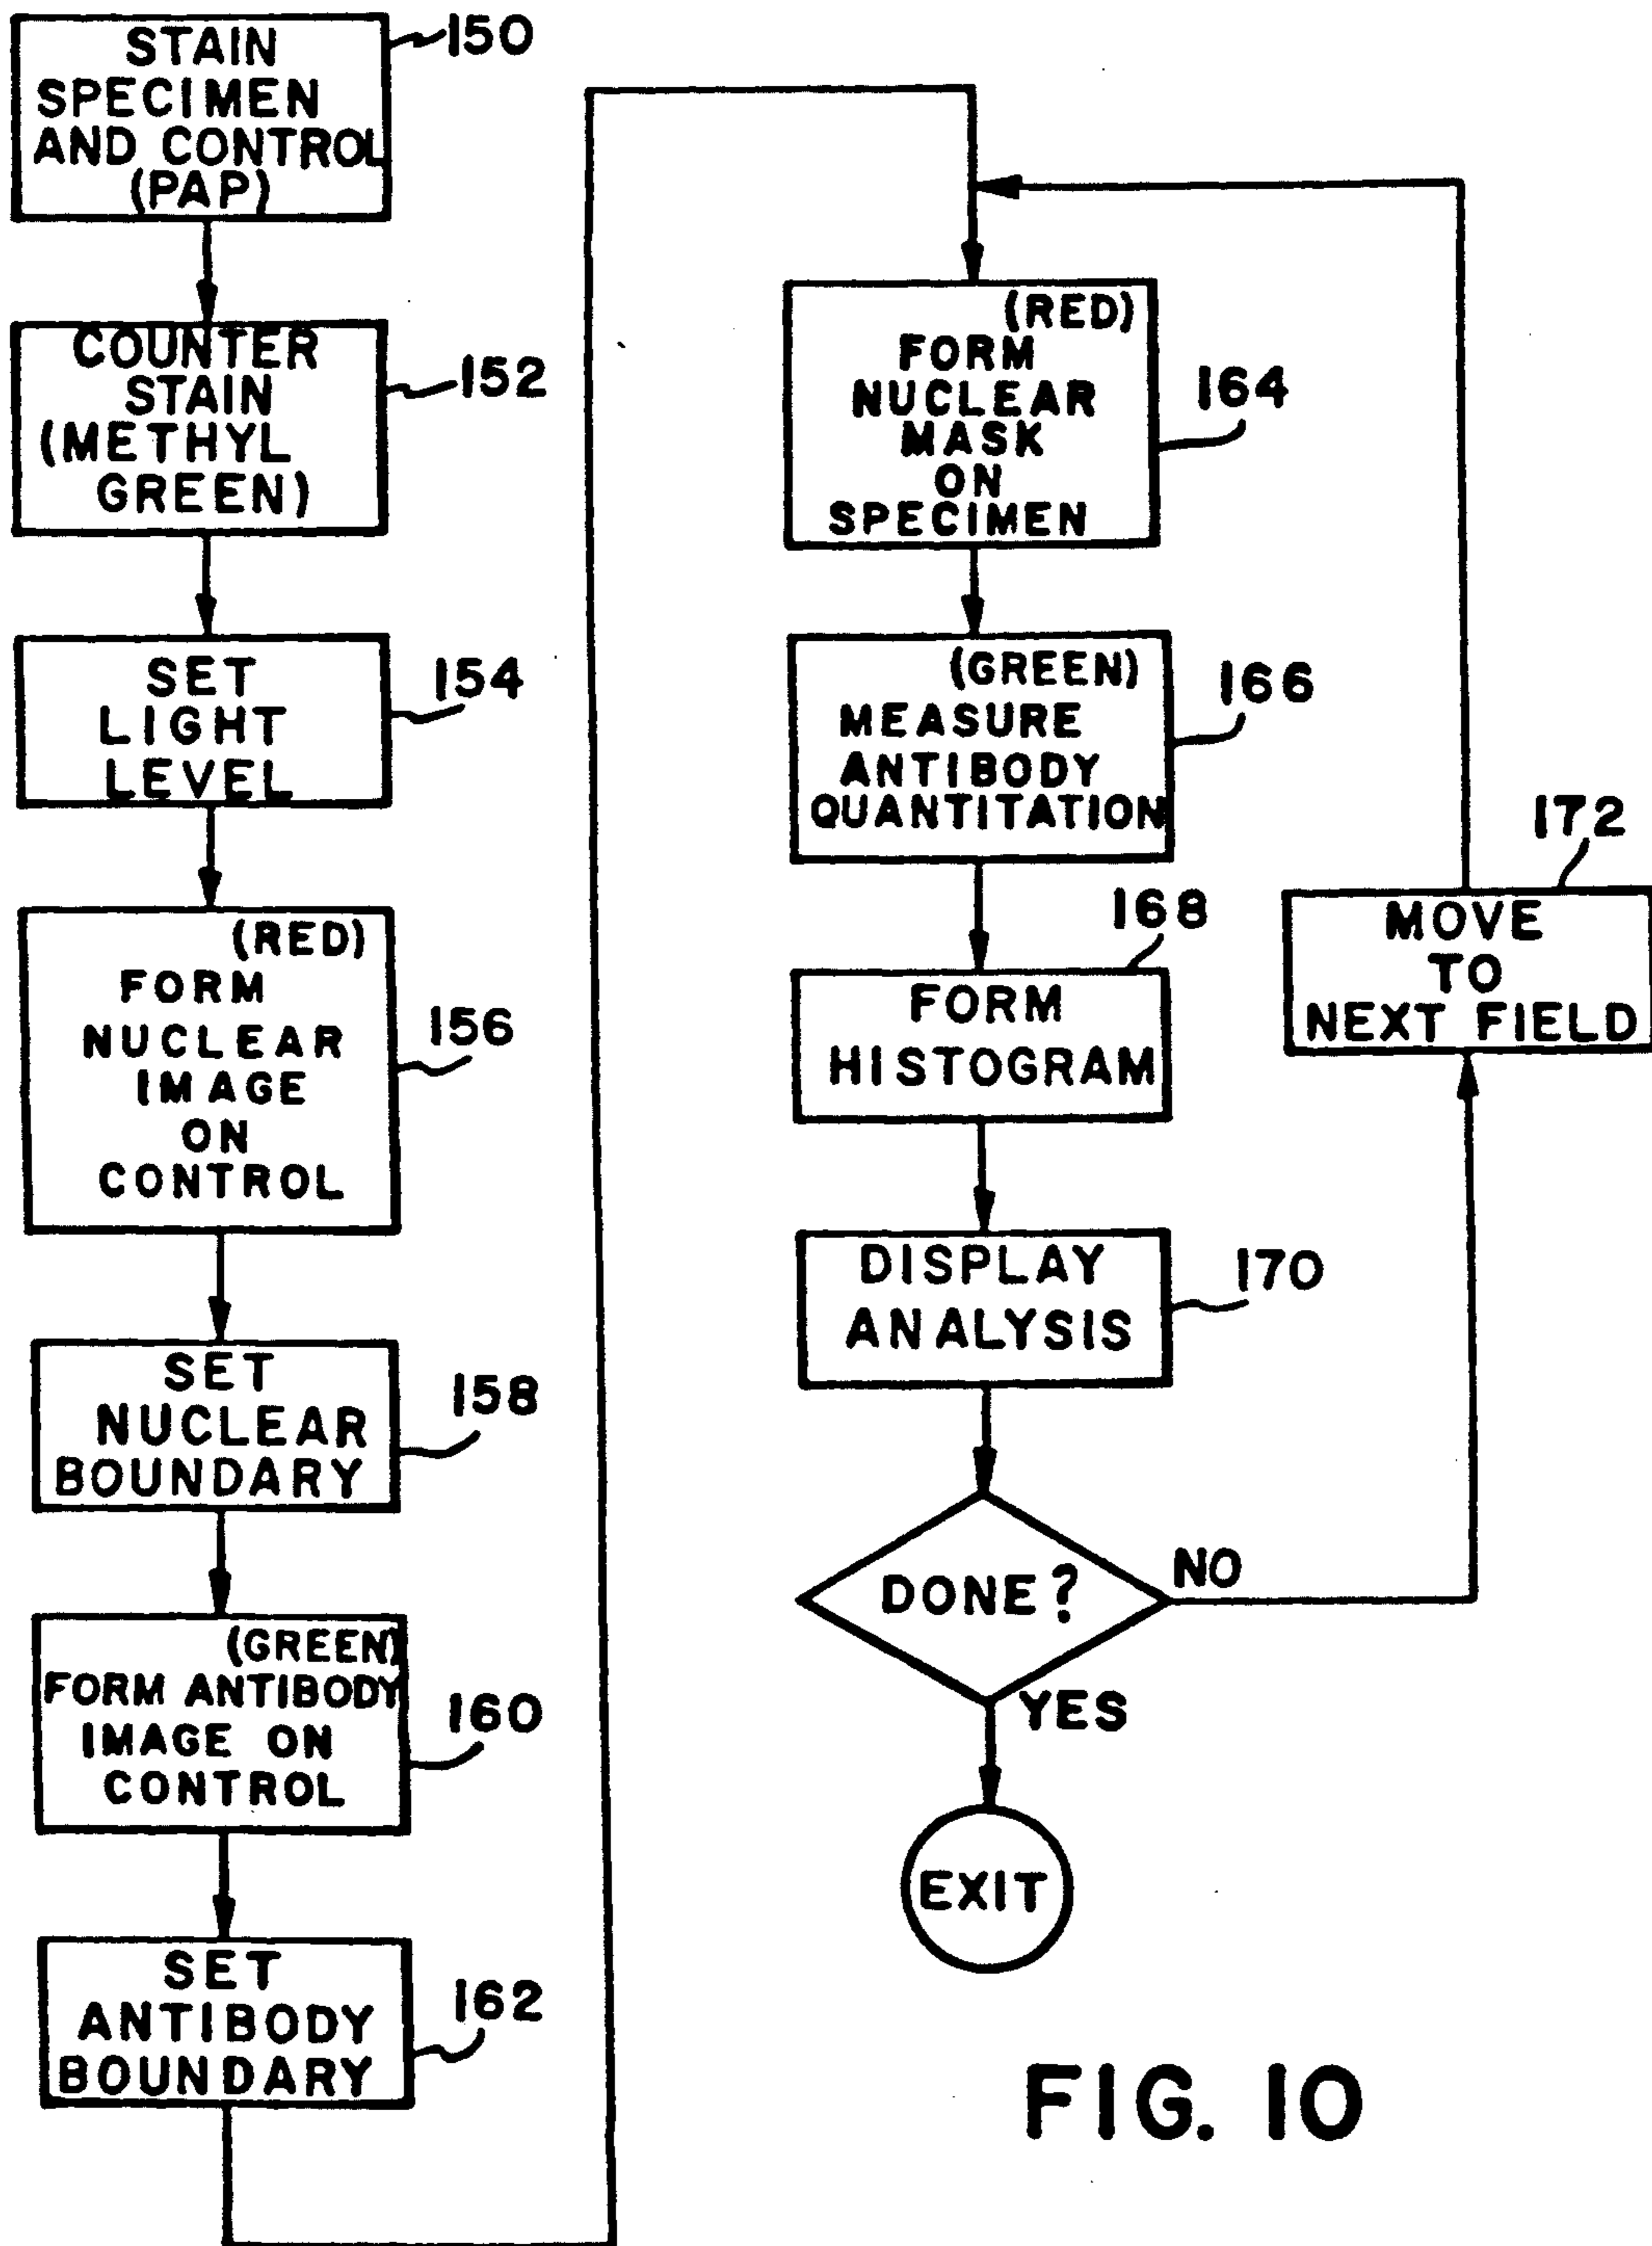 STAIN
SPECIMEN
AND CONTROL
(PAP)
150
COUNTER
STAIN
(METHYL
GREEN)
152
SET
LIGHT
LEVEL
154
(RED)
FORM
NUCLEAR
IMAGE
ON
CONTROL
156
SET
NUCLEAR
BOUNDARY
158
(GREEN)
FORM ANTIBODY
IMAGE ON
CONTROL
160
SET
ANTIBODY
BOUNDARY
162
(RED)
FORM
NUCLEAR
MASK
ON
SPECIMEN
164
(GREEN)
MEASURE
ANTIBODY
QUANTITATION
166
FORM
HISTOGRAM
168
DISPLAY
ANALYSIS
170
DONE?
NO
YES
EXIT
172
MOVE
TO
NEXT FIELD
FIG. 10